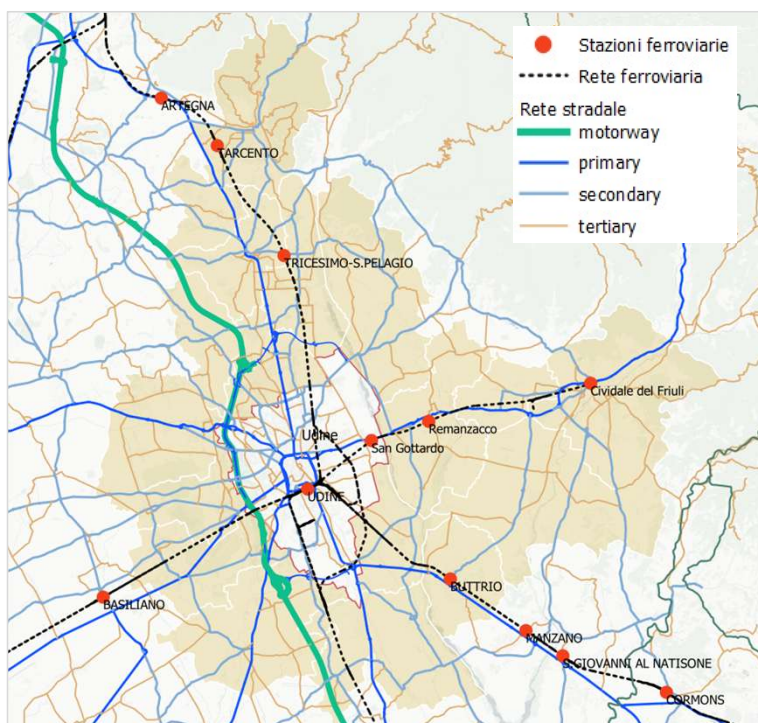 Stazioni ferroviarie
Rete ferroviaria
Rete stradale
motorway
primary
secondary
tertiary
ARTEGNA
TARCENTO
TRICESIMO-S.PELAGIO
Cividale del Friuli
Remanzacco
Udine
San Gottardo
UDINE
BUTTRIO
BASILIANO
MANZANO
S.GIOVANNI AL NATISONE
CORMONS